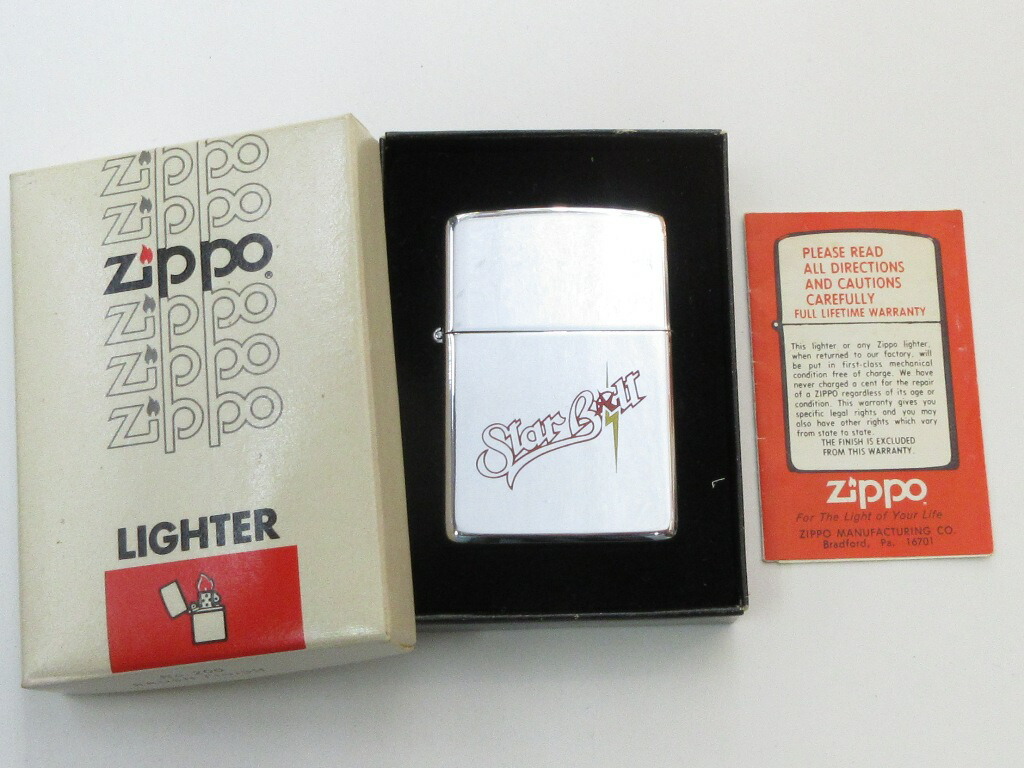 Zippo
Zippo
Zippo®
Zippo
Zippo
Zippo
LIGHTER
No. 200
Star Bolt
PLEASE READ
ALL DIRECTIONS
AND CAUTIONS
CAREFULLY
FULL LIFETIME WARRANTY
This lighter or any Zippo lighter,
when returned to our factory, will
be put in first-class mechanical
condition free of charge. We have
never charged a cent for the repair
of a ZIPPO regardless of its age or
condition. This warranty gives you
specific legal rights and you may
also have other rights which vary
from state to state.
THE FINISH IS EXCLUDED
FROM THIS WARRANTY.
Zippo®
For The Light of Your Life
ZIPPO MANUFACTURING CO.
Bradford, Pa. 16701